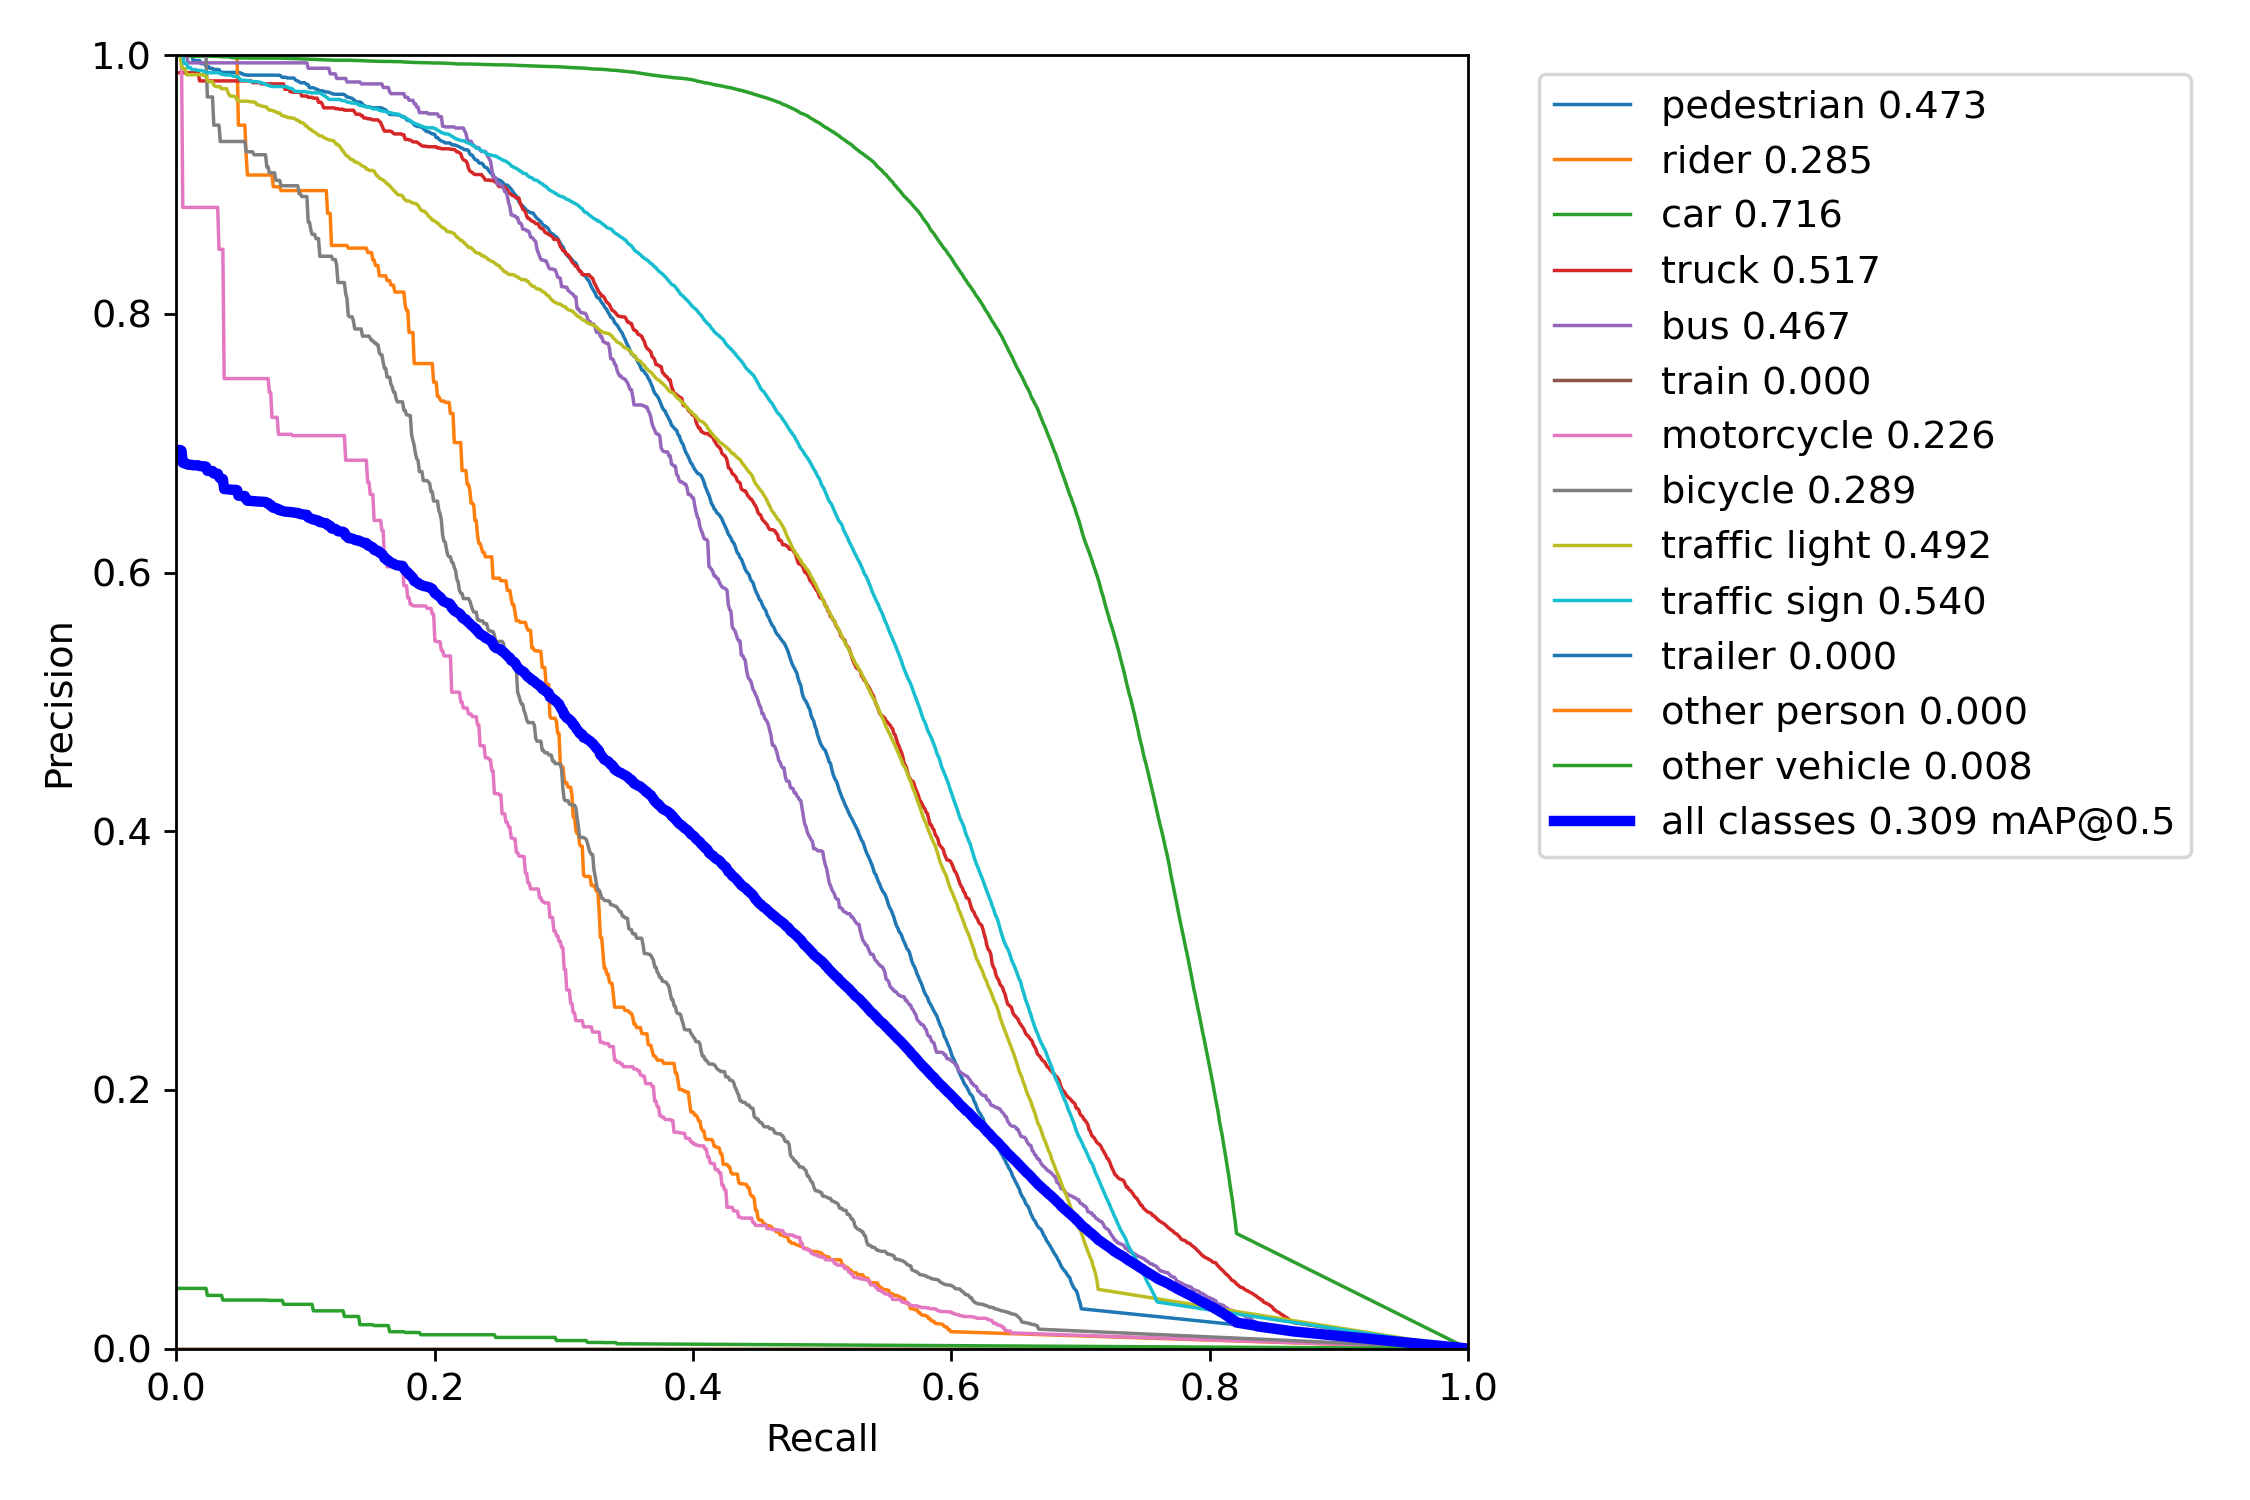 1.0
0.8
0.6
0.4
0.2
0.0
Precision
0.0 0.2 0.4 0.6 0.8 1.0
Recall
pedestrian 0.473
rider 0.285
car 0.716
truck 0.517
bus 0.467
train 0.000
motorcycle 0.226
bicycle 0.289
traffic light 0.492
traffic sign 0.540
trailer 0.000
other person 0.000
other vehicle 0.008
all classes 0.309 mAP@0.5